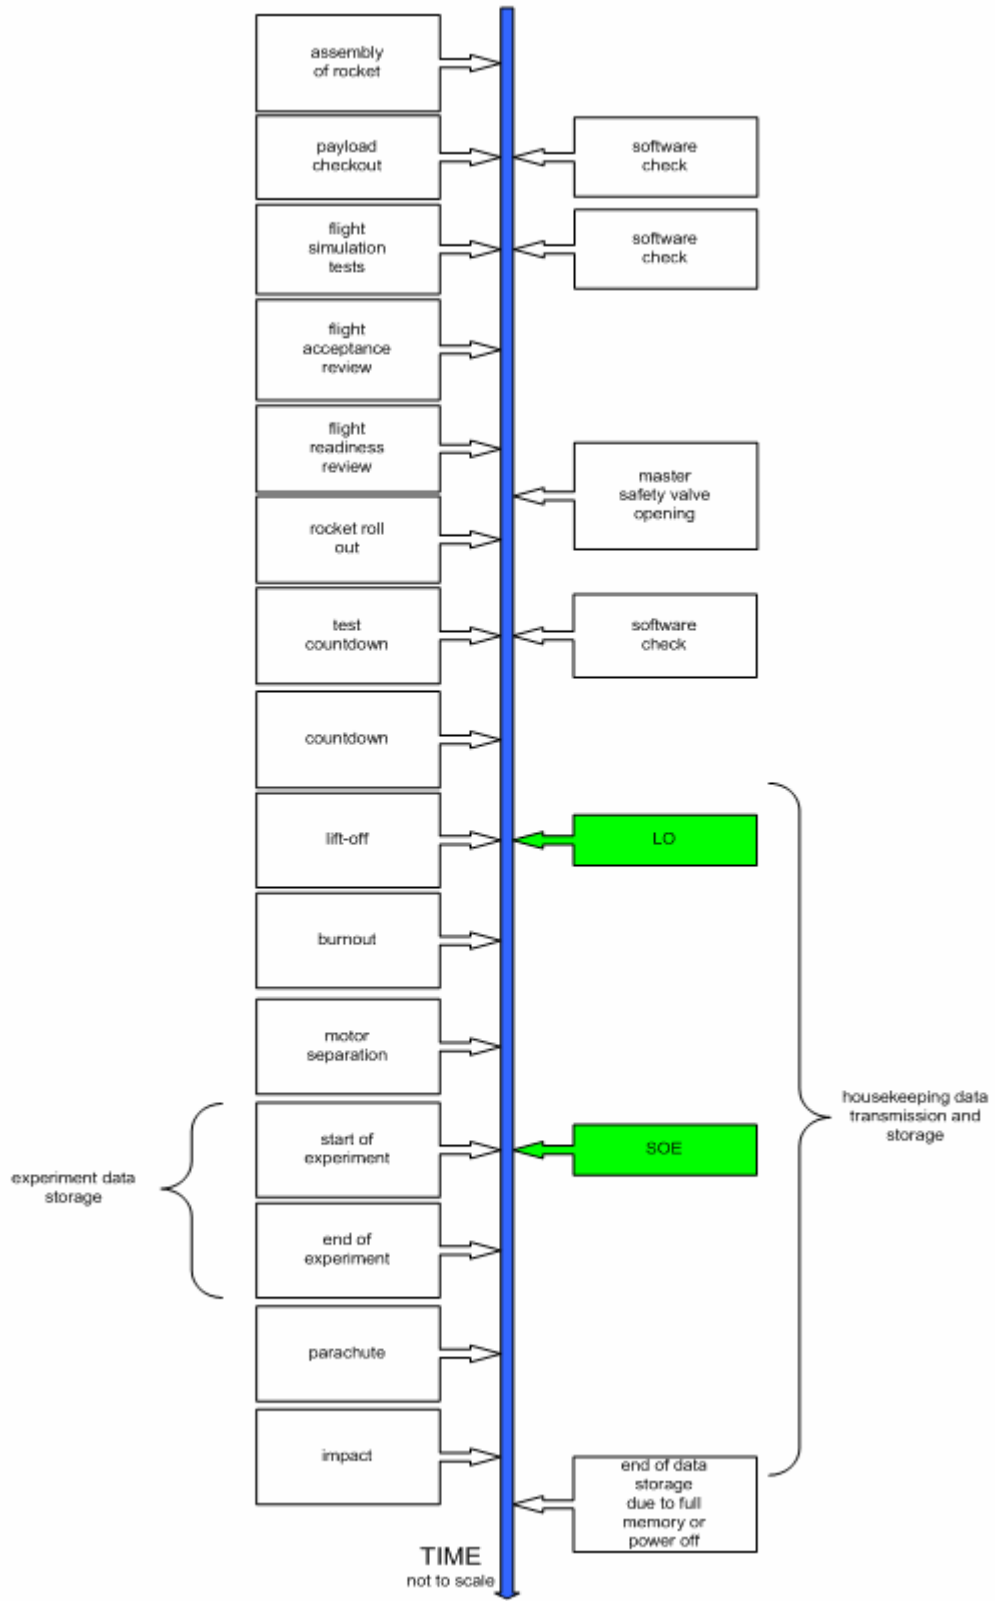 assembly
of rocket
payload
checkout
software
check
flight
simulation
tests
software
check
flight
acceptance
review
flight
readiness
review
master
safety valve
opening
rocket roll
out
test
countdown
software
check
countdown
lift-off
LO
burnout
motor
separation
housekeeping data
transmission and
storage
start of
experiment
SOE
experiment data
storage
end of
experiment
parachute
impact
end of data
storage
due to full
memory or
power off
TIME
not to scale